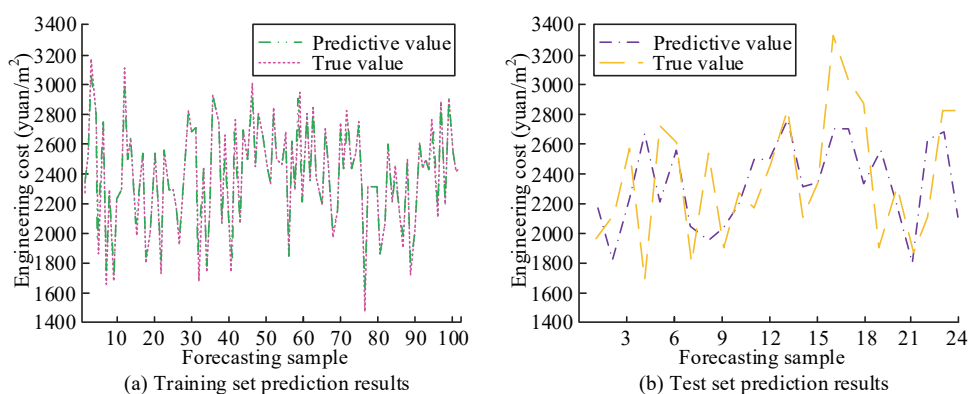 3400
3200
3000
2800
2600
2400
2200
2000
1800
1600
1400
Engineering cost (yuan/m²)
Predictive value
True value
10 20 30 40 50 60 70 80 90 100
Forecasting sample
(a) Training set prediction results
3400
3200
3000
2800
2600
2400
2200
2000
1800
1600
1400
Engineering cost (yuan/m²)
Predictive value
True value
3 6 9 12 15 18 21 24
Forecasting sample
(b) Test set prediction results